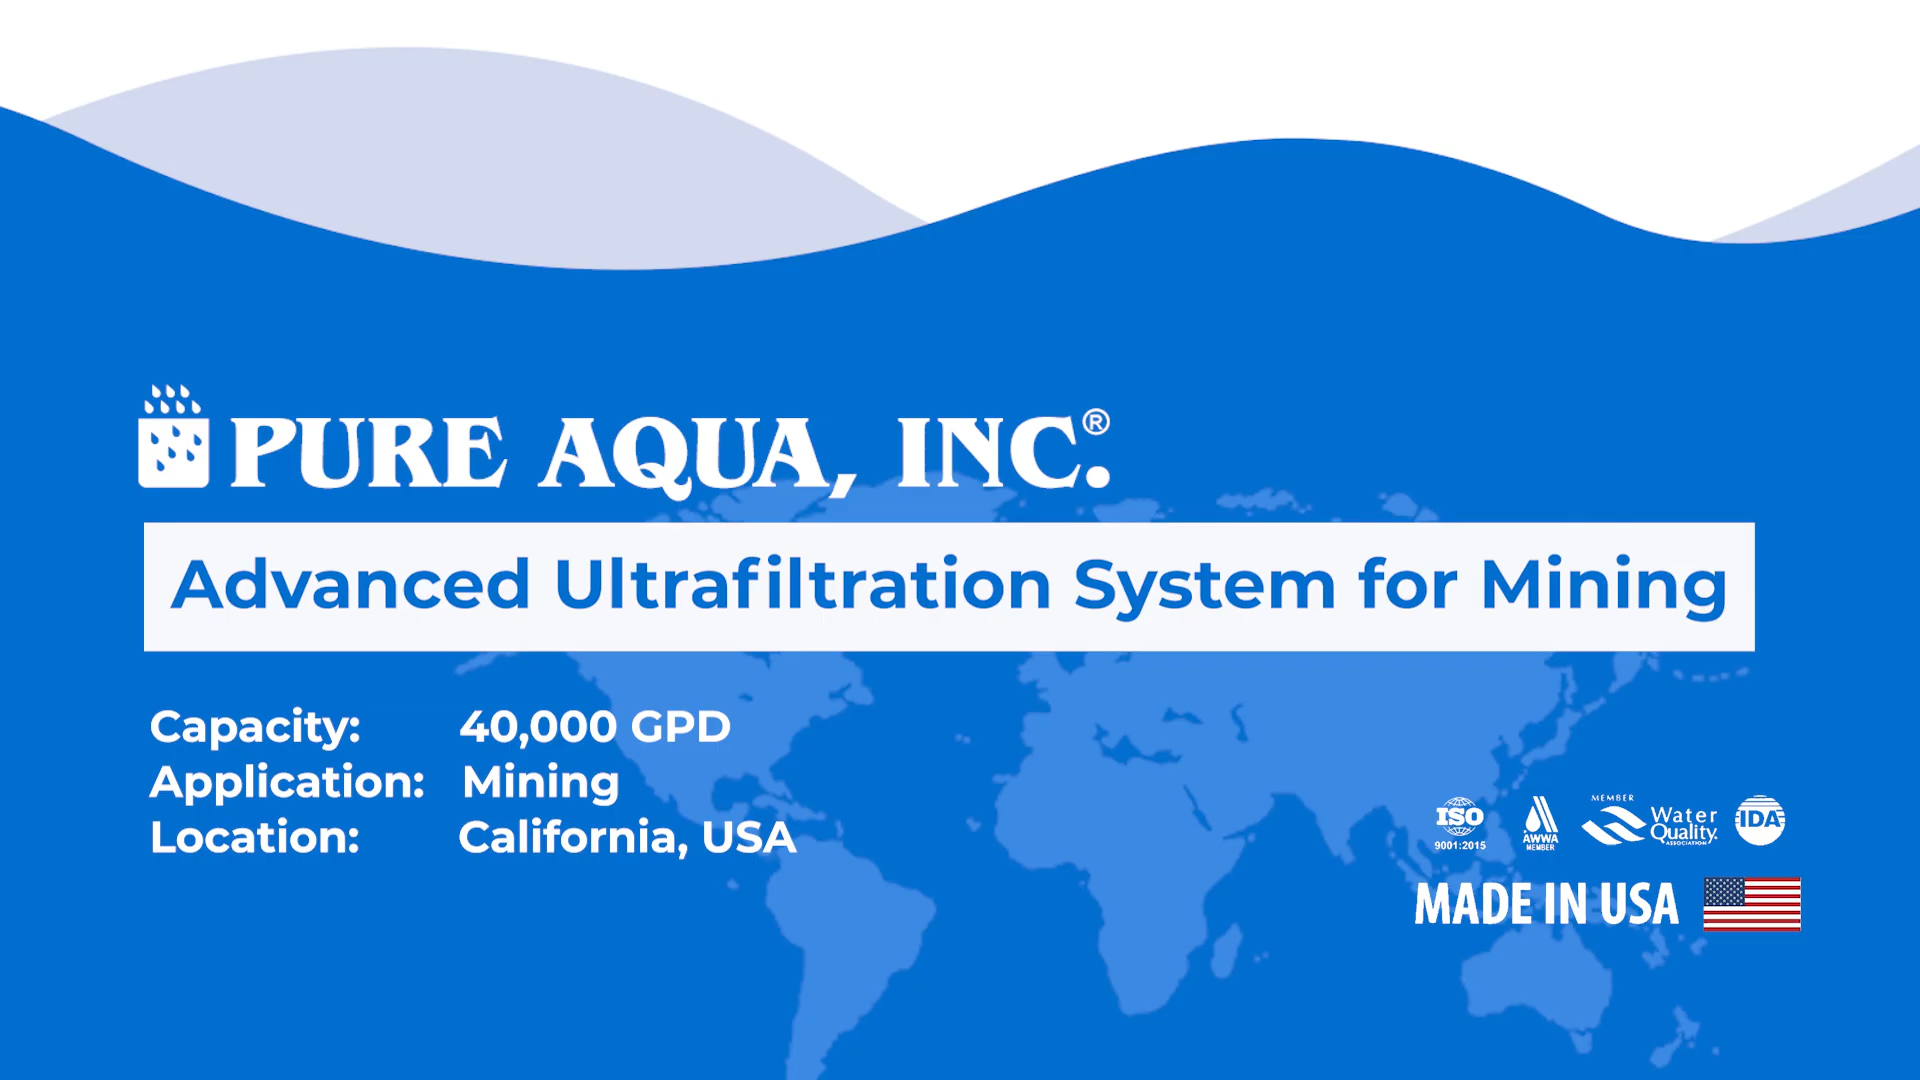 PURE AQUA, INC.®
Advanced Ultrafiltration System for Mining
Capacity: 40,000 GPD
Application: Mining
Location: California, USA
ISO
9001:2015
AWWA
MEMBER
MEMBER
Water
Quality
ASSOCIATION
IDA
MADE IN USA